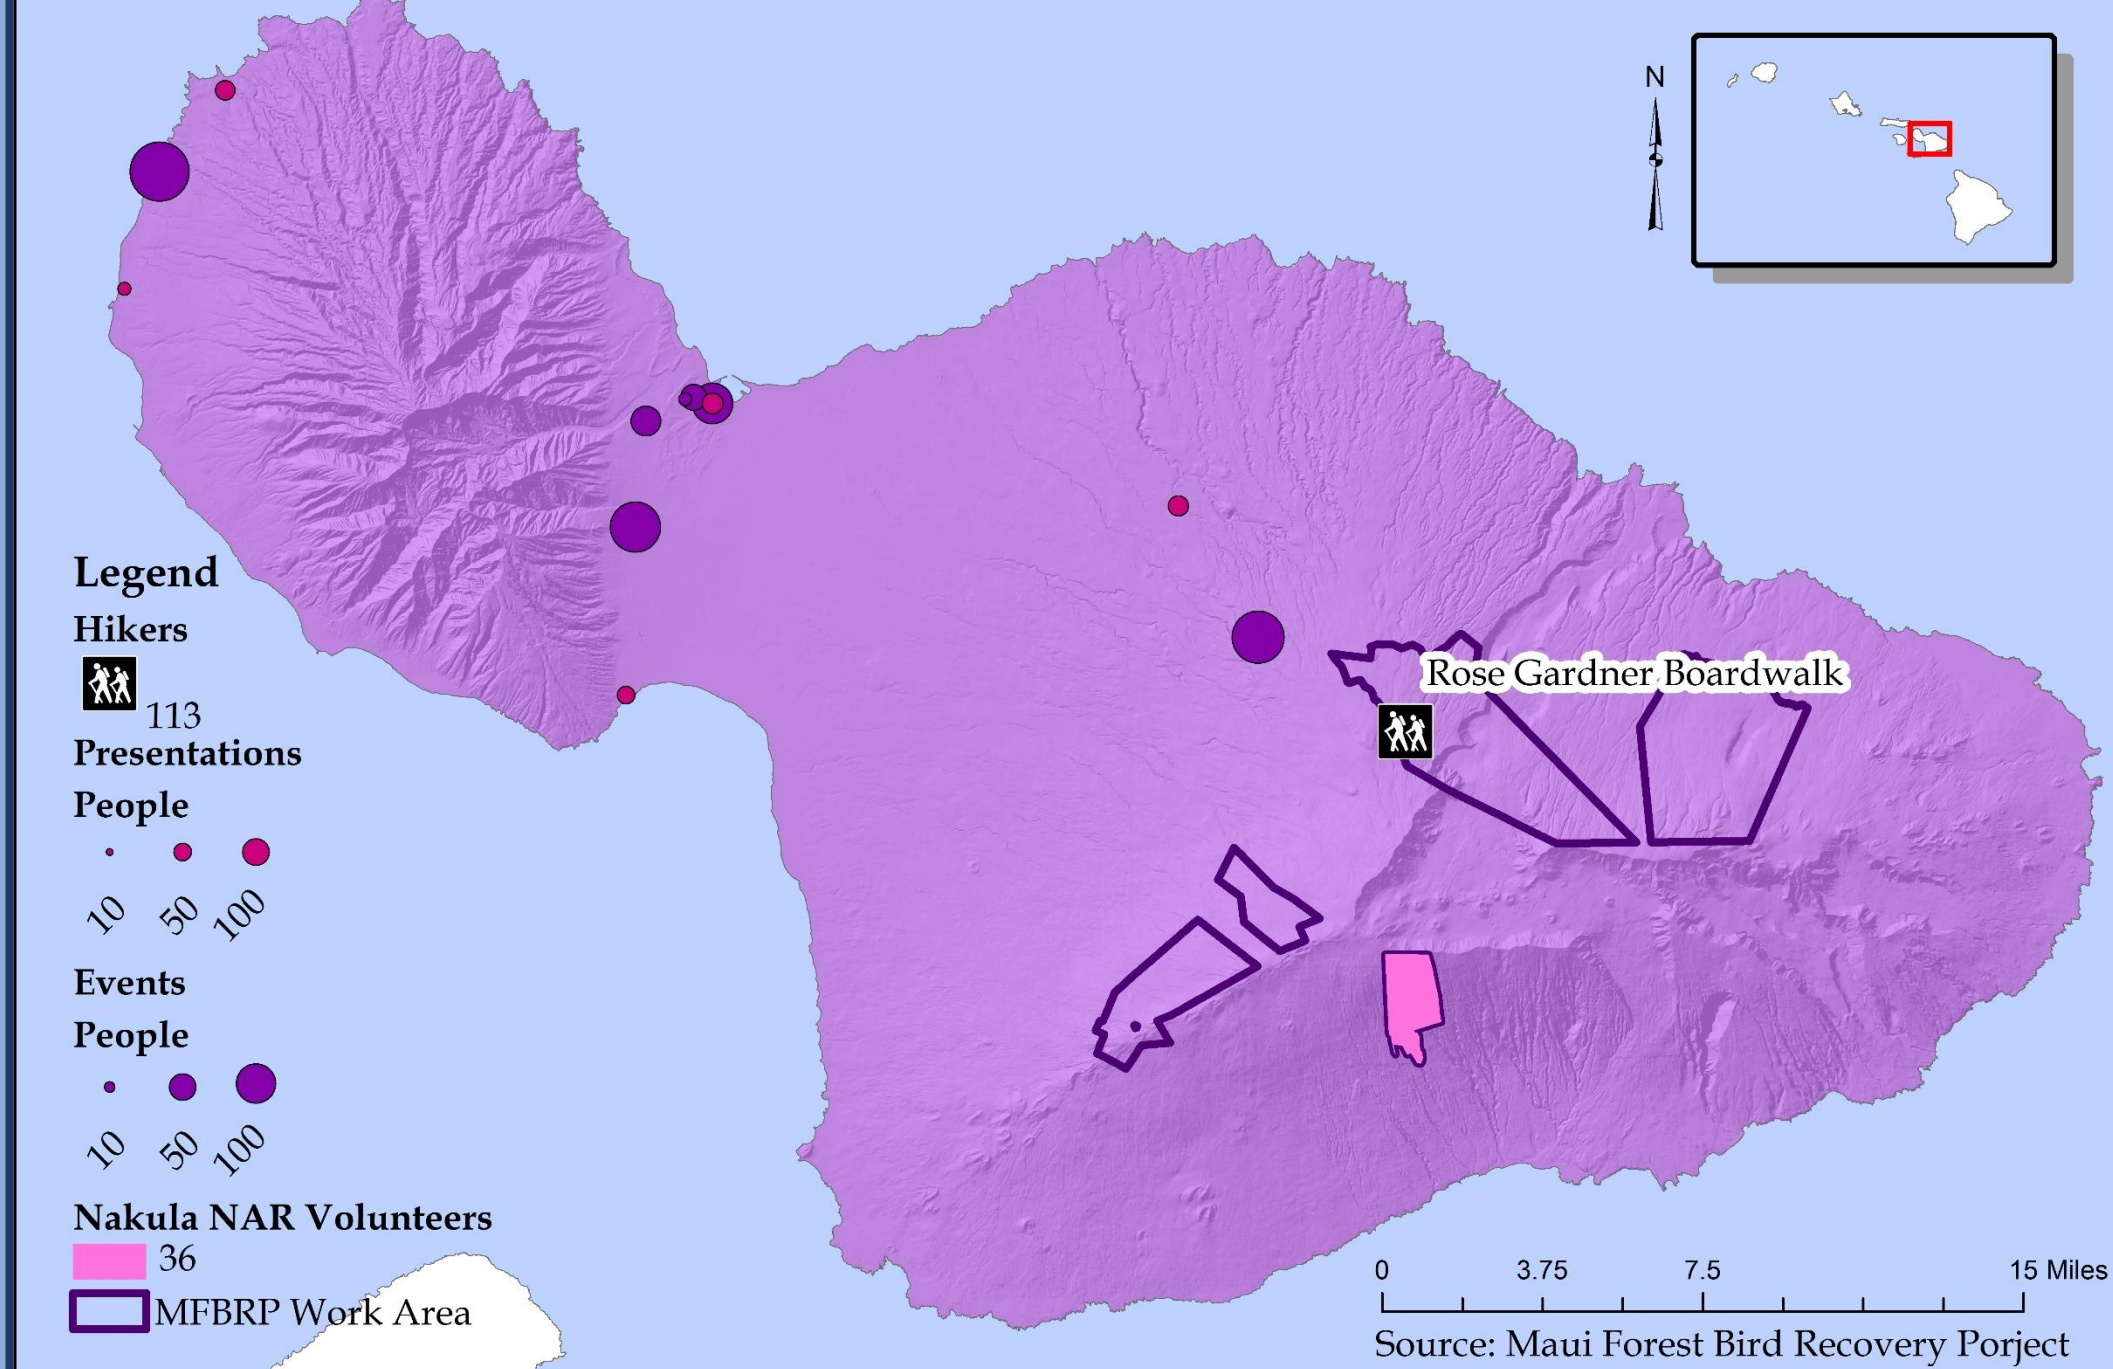 N
Rose Gardner Boardwalk
Legend
Hikers
113
Presentations
People
10 50 100
Events
People
10 50 100
Nakula NAR Volunteers
36
MFBRP Work Area
0 3.75 7.5 15 Miles
Source: Maui Forest Bird Recovery Porject